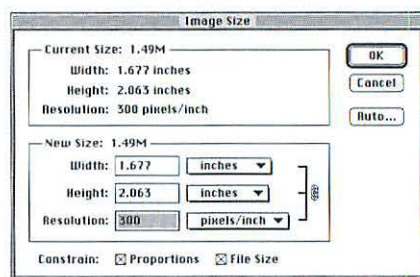 Image Size
Current Size: 1.49M
Width: 1.677 inches
Height: 2.063 inches
Resolution: 300 pixels/inch
OK
Cancel
Auto...
New Size: 1.49M
Width: 1.677 inches
Height: 2.063 inches
Resolution: 300 pixels/inch
Constrain: Proportions File Size